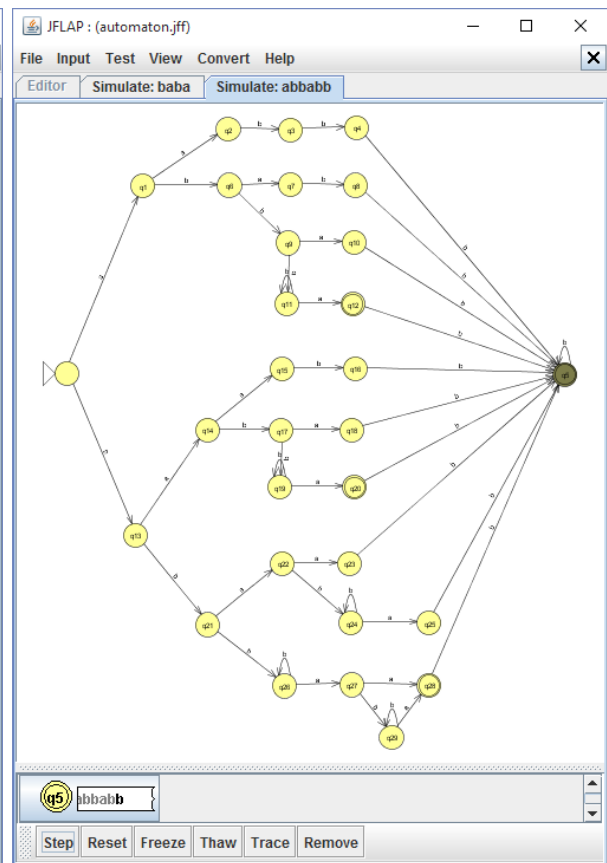 JFLAP : (automaton.jff)
File Input Test View Convert Help
Editor Simulate: baba Simulate: abbabb
q2 b q3 b q4
a
q1 b q6 a q7 b q8
b
q9 a q10
b
q11 a q12
b
q15 b q16 b
b
q5
a
q14 b q17 a q18
b
q19 a q20
q13
q22 a q23
q21 a
b
q24 a q25
b
q26 a q27 a q28
b
q29
q5 abbabb
Step Reset Freeze Thaw Trace Remove